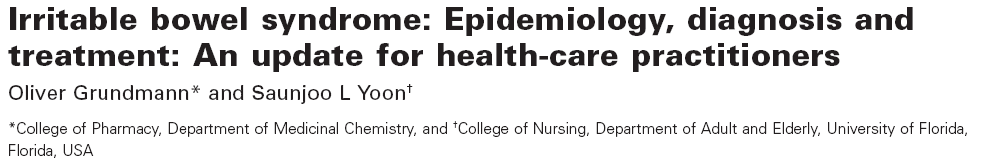 Irritable bowel syndrome: Epidemiology, diagnosis and
treatment: An update for health-care practitioners
Oliver Grundmann* and Saunjoo L Yoon†
*College of Pharmacy, Department of Medicinal Chemistry, and †College of Nursing, Department of Adult and Elderly, University of Florida,
Florida, USA